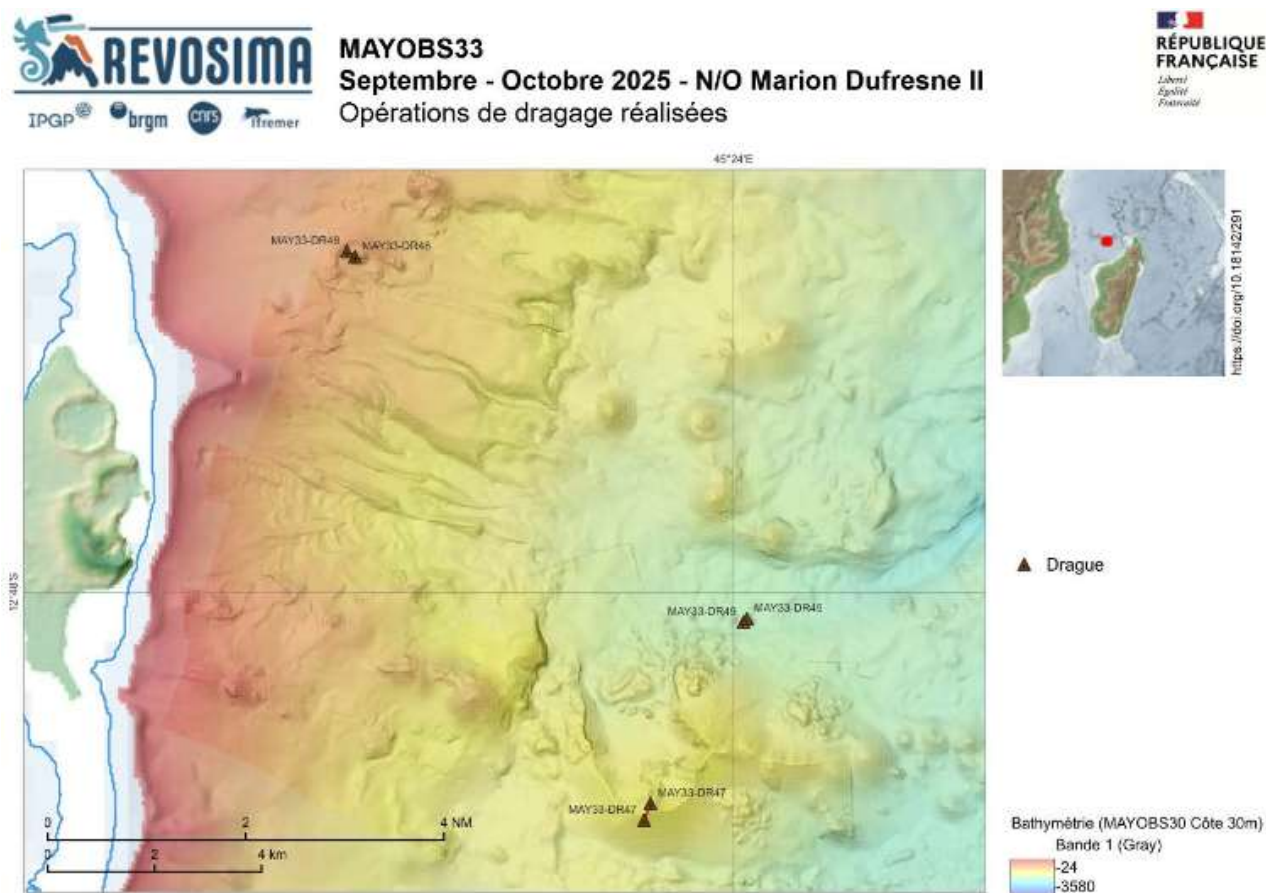 REVOSIMA
IPGP
brgm
cnrs
Ifremer
MAYOBS33
Septembre - Octobre 2025 - N/O Marion Dufresne II
Opérations de dragage réalisées
RÉPUBLIQUE
FRANÇAISE
Liberté
Égalité
Fraternité
45°24'E
https://doi.org/10.18142/291
12°48'S
MAY33-DR48
MAY33-DR48
Drague
MAY33-DR46
MAY33-DR46
MAY33-DR47
MAY33-DR47
0 2 4 NM
0 2 4 km
Bathymétrie (MAYOBS30 Côte 30m)
Bande 1 (Gray)
-24
-3580